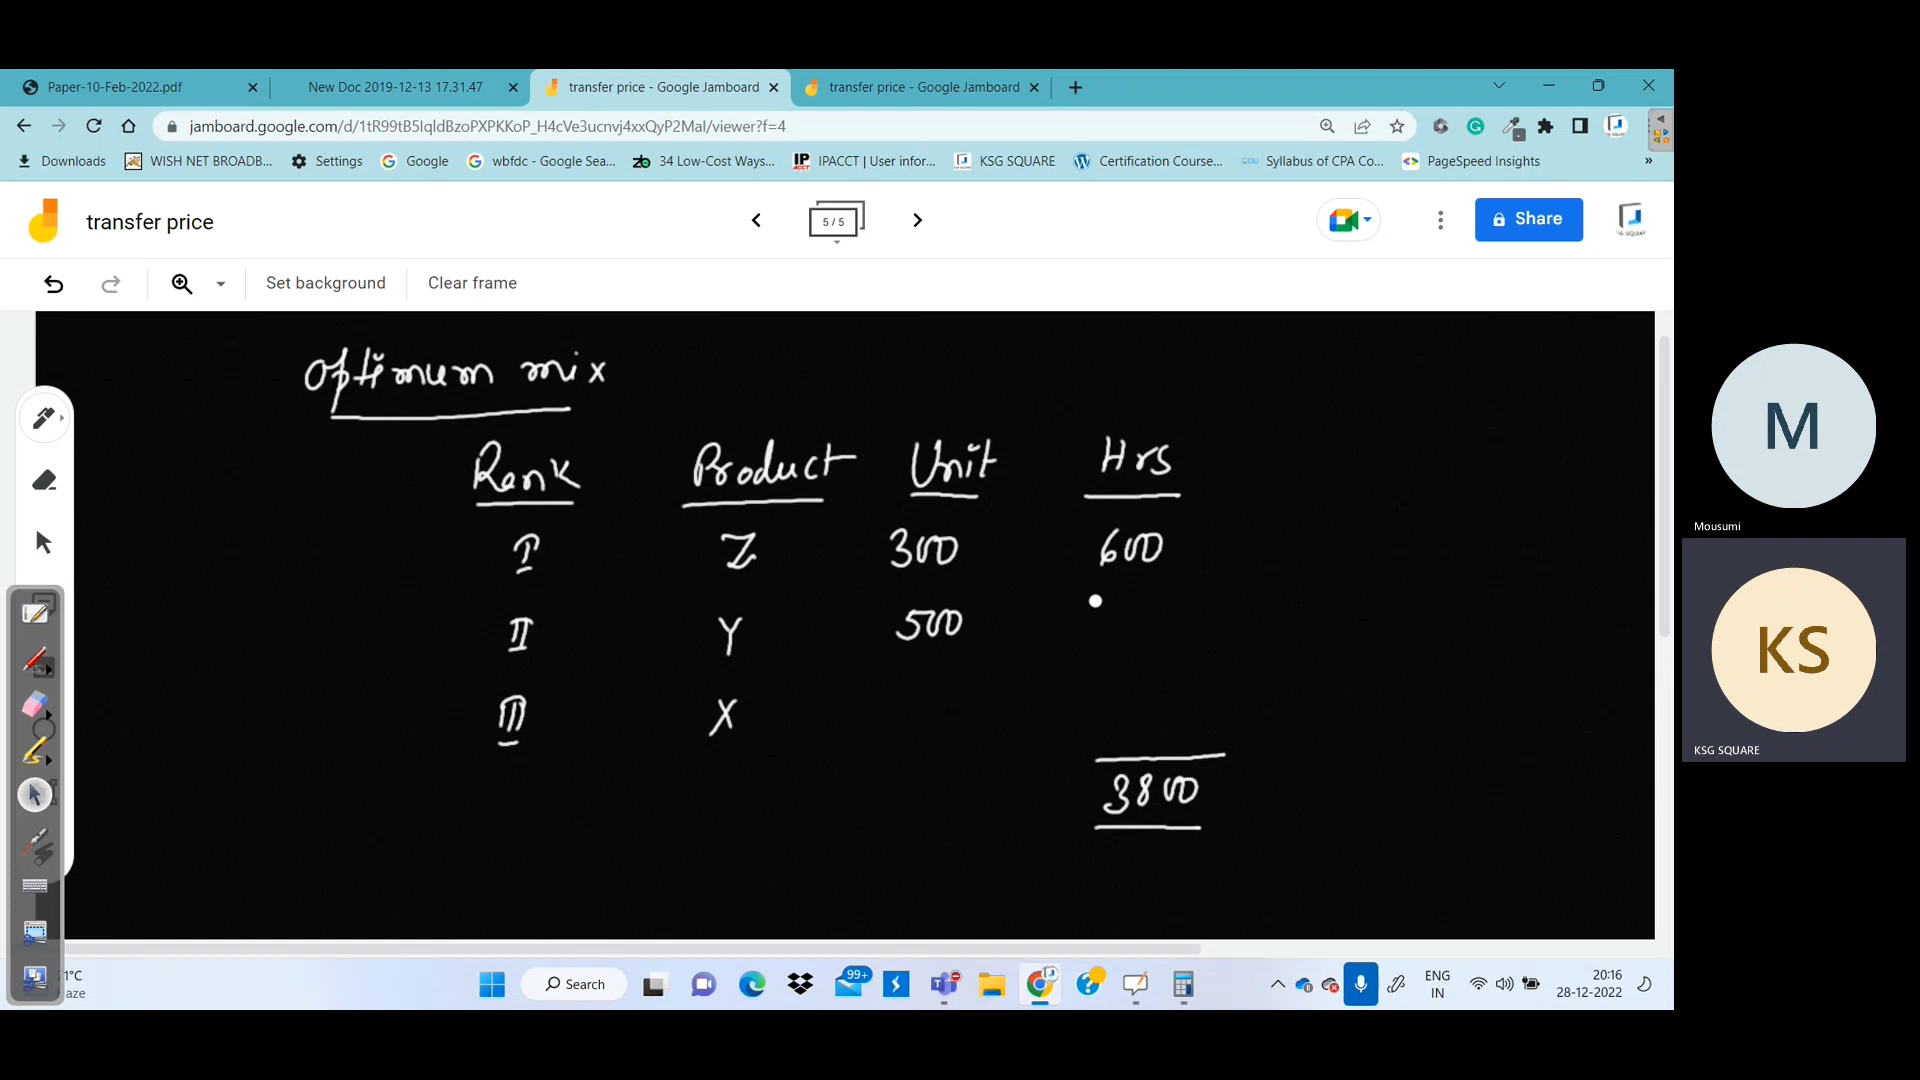 Paper-10-Feb-2022.pdf New Doc 2019-12-13 17.31.47 transfer price - Google Jamboard transfer price - Google Jamboard
jamboard.google.com/d/1tR99tB5IqldBzoPXPKKoP_H4cVe3ucnvj4xxQyP2MaI/viewer?f=4
Downloads WISH NET BROADB... Settings Google wbfdc - Google Sea... 34 Low-Cost Ways... IPACCT | User infor... KSG SQUARE Certification Course... Syllabus of CPA Co... PageSpeed Insights »
transfer price 5 / 5 Share
Set background Clear frame
Optimum mix
Rank Product Unit Hrs
I Z 300 600
II Y 500
III X
3800
M
Mousumi
KS
KSG SQUARE
1°C
aze
Search 99+ ENG IN 20:16
28-12-2022